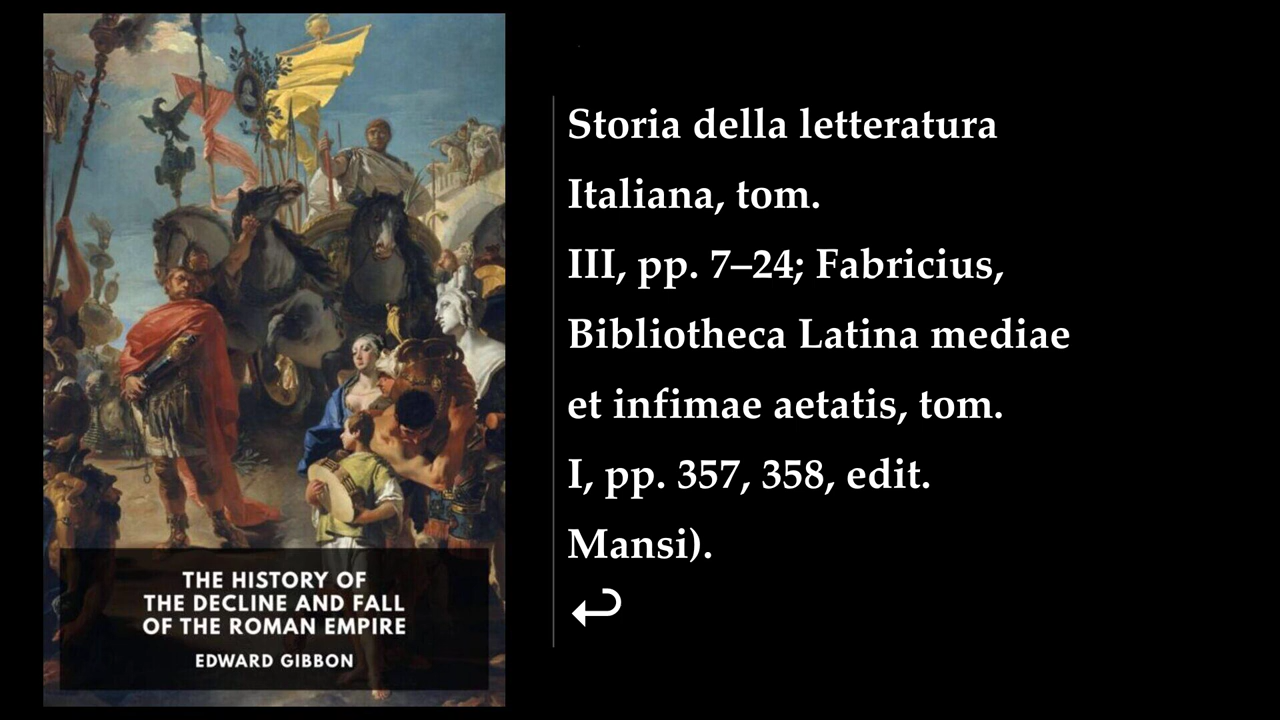 THE HISTORY OF
THE DECLINE AND FALL
OF THE ROMAN EMPIRE
EDWARD GIBBON
Storia della letteratura
Italiana, tom.
III, pp. 7–24; Fabricius,
Bibliotheca Latina mediae
et infimae aetatis, tom.
I, pp. 357, 358, edit.
Mansi).
↩